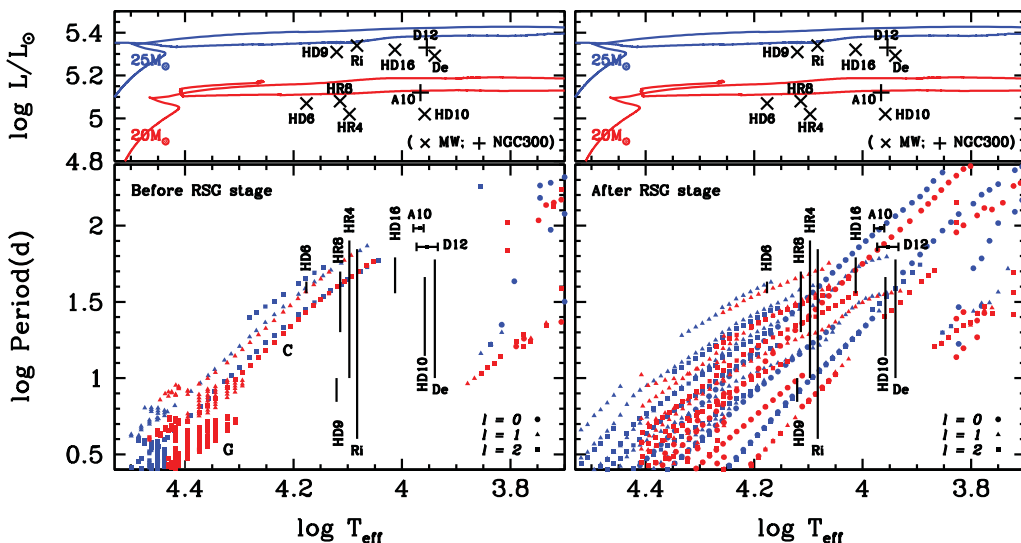 log L/L⊙
5.4
5.2
5
4.8
25M⊙
20M⊙
D12
HD9
Ri
HD16
De
HR8
A10
HD6
HR4
HD10
( × MW; + NGC300)
25M⊙
20M⊙
D12
HD9
Ri
HD16
De
HR8
A10
HD6
HR4
HD10
( × MW; + NGC300)
log Period(d)
2
1.5
1
0.5
Before RSG stage
HD6
HR8
HR4
HD16
A10
D12
C
G
HD9
Ri
HD10
De
l = 0
l = 1
l = 2
After RSG stage
HD6
HR8
HR4
HD16
A10
D12
HD9
Ri
HD10
De
l = 0
l = 1
l = 2
4.4 4.2 4 3.8
4.4 4.2 4 3.8
log Teff
log Teff